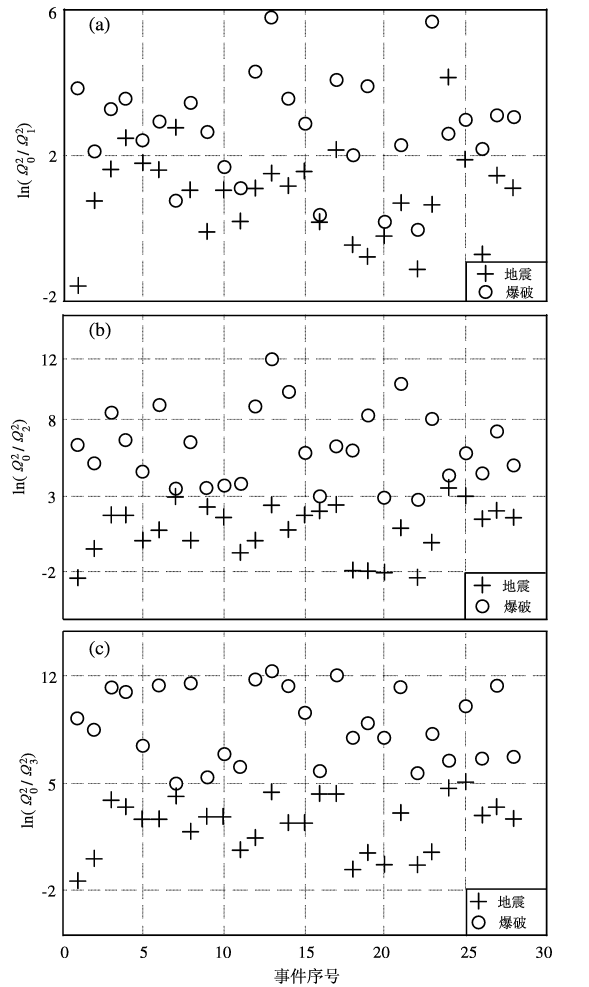 6
(a)
ln( Ω₀²/ Ω₁²)
2
-2
地震
爆破
(b)
12
8
ln( Ω₀²/ Ω₂²)
3
-2
地震
爆破
(c)
12
ln( Ω₀²/ Ω₃²)
5
-2
地震
爆破
0 5 10 15 20 25 30
事件序号